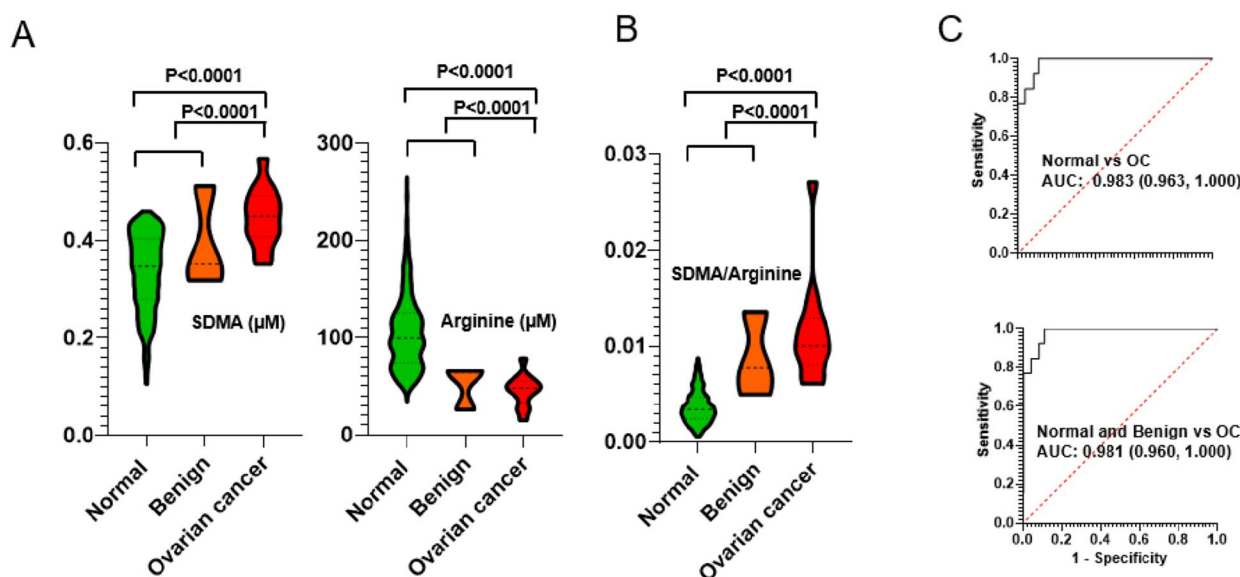 A
B
C
P<0.0001
P<0.0001
0.6
0.4
0.2
0.0
SDMA (µM)
Normal
Benign
Ovarian cancer
P<0.0001
P<0.0001
300
200
100
0
Arginine (µM)
Normal
Benign
Ovarian cancer
P<0.0001
P<0.0001
0.03
0.02
0.01
0.00
SDMA/Arginine
Normal
Benign
Ovarian cancer
Sensitivity
1.0
0.8
0.6
0.4
0.2
0.0
Normal vs OC
AUC: 0.983 (0.963, 1.000)
Sensitivity
1.0
0.8
0.6
0.4
0.2
0.0
Normal and Benign vs OC
AUC: 0.981 (0.960, 1.000)
0.0 0.2 0.4 0.6 0.8 1.0
1 - Specificity